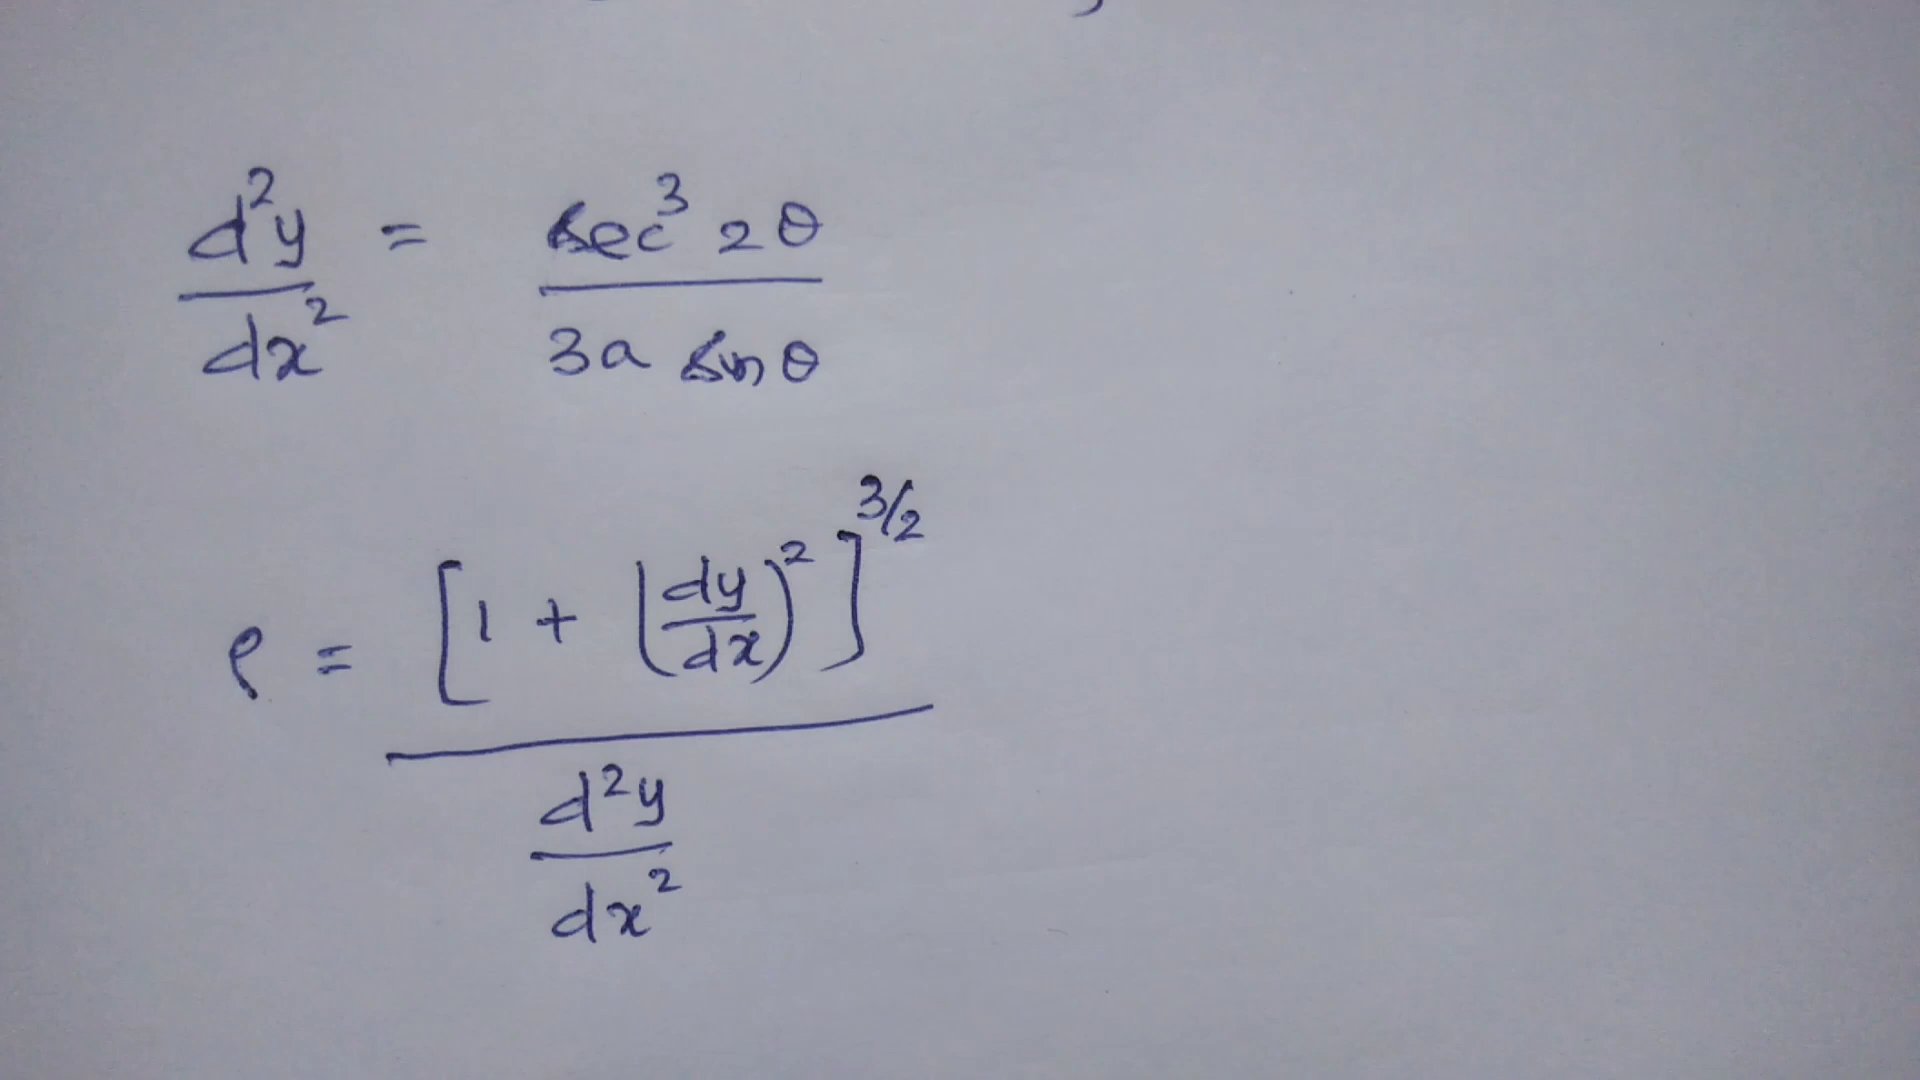 d²y/dx² = sec³ 2θ / 3a sin θ
ρ = [1 + (dy/dx)²]^3/2 / d²y/dx²